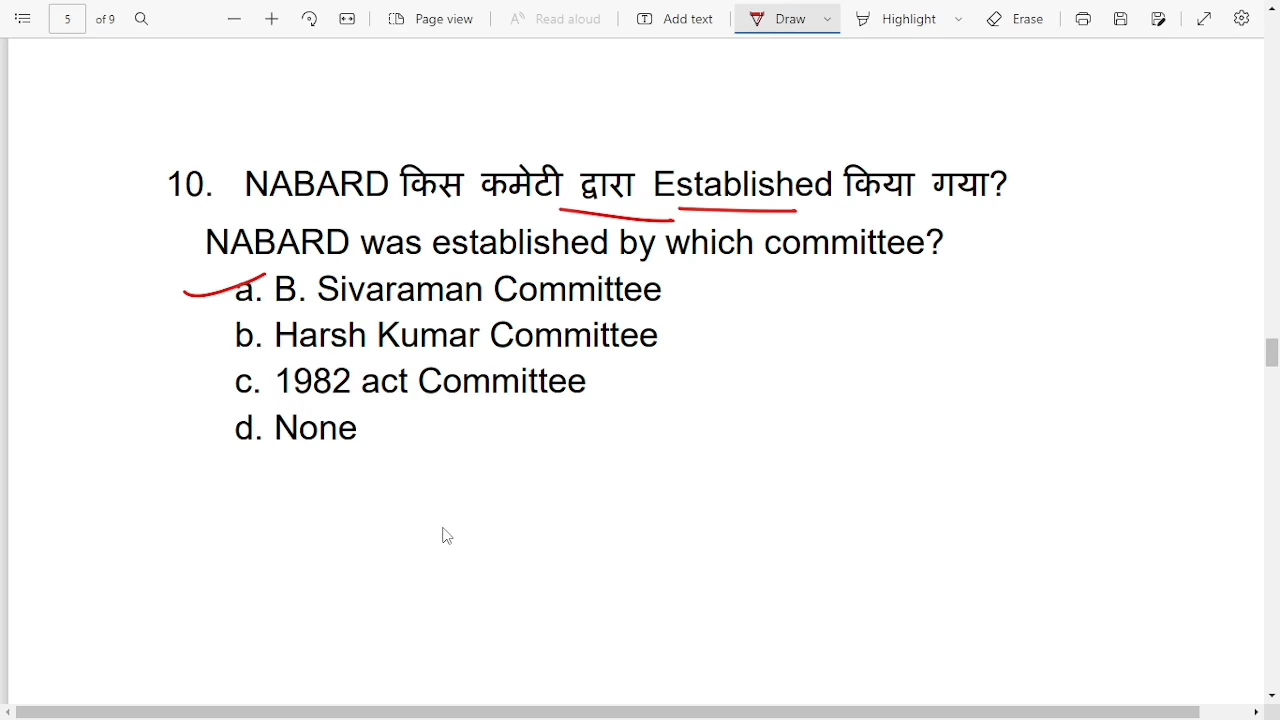 5 of 9 Page view Read aloud Add text Draw Highlight Erase
10. NABARD किस कमेटी द्वारा Established किया गया?
NABARD was established by which committee?
a. B. Sivaraman Committee
b. Harsh Kumar Committee
c. 1982 act Committee
d. None